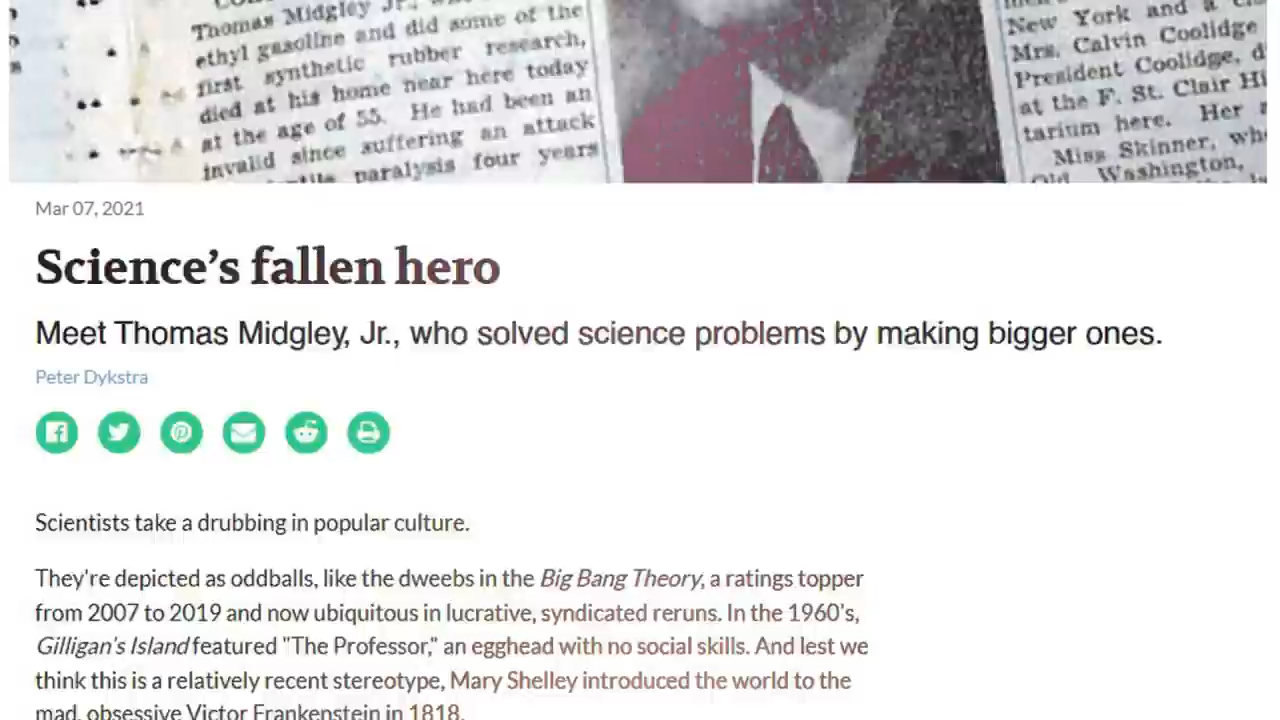 Thomas Midgley Jr.,
ethyl gasoline and did some of the
first synthetic rubber research,
died at his home near here today
at the age of 55. He had been an
invalid since suffering an attack
paralysis four years
New York and a
Mrs. Calvin Coolidge
President Coolidge,
at the F. St. Clair
tarium here. Her
Miss Skinner,
Old Washington,
Mar 07, 2021
Science’s fallen hero
Meet Thomas Midgley, Jr., who solved science problems by making bigger ones.
Peter Dykstra
Scientists take a drubbing in popular culture.
They're depicted as oddballs, like the dweebs in the Big Bang Theory, a ratings topper
from 2007 to 2019 and now ubiquitous in lucrative, syndicated reruns. In the 1960's,
Gilligan's Island featured "The Professor," an egghead with no social skills. And lest we
think this is a relatively recent stereotype, Mary Shelley introduced the world to the
mad, obsessive Victor Frankenstein in 1818.